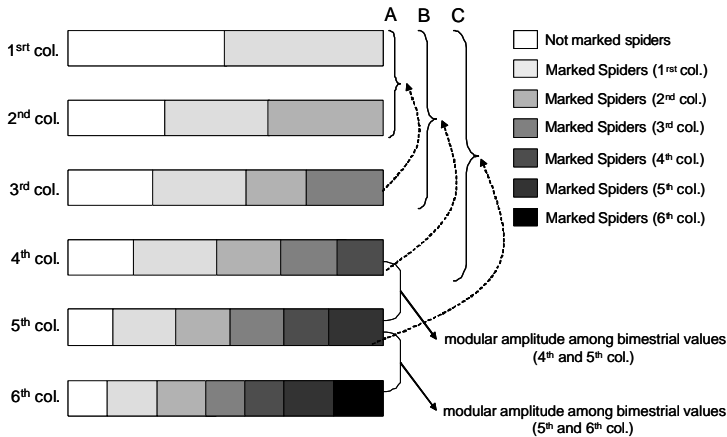 A B C
1srt col.
2nd col.
3rd col.
4th col.
5th col.
6th col.
Not marked spiders
Marked Spiders (1rst col.)
Marked Spiders (2nd col.)
Marked Spiders (3rd col.)
Marked Spiders (4th col.)
Marked Spiders (5th col.)
Marked Spiders (6th col.)
modular amplitude among bimestrial values
(4th and 5th col.)
modular amplitude among bimestrial values
(5th and 6th col.)